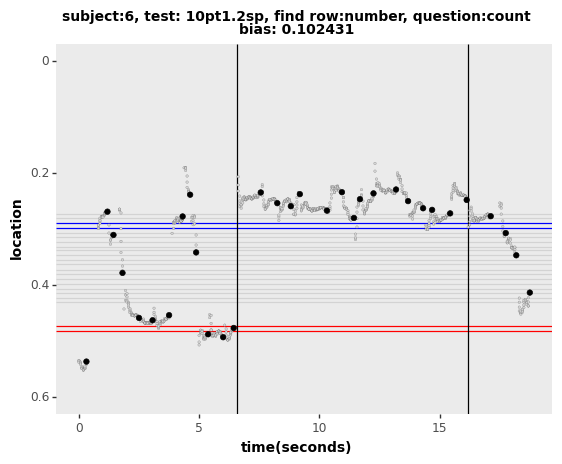 subject:6, test: 10pt1.2sp, find row:number, question:count
bias: 0.102431
0
0.2
0.4
0.6
location
0 5 10 15
time(seconds)